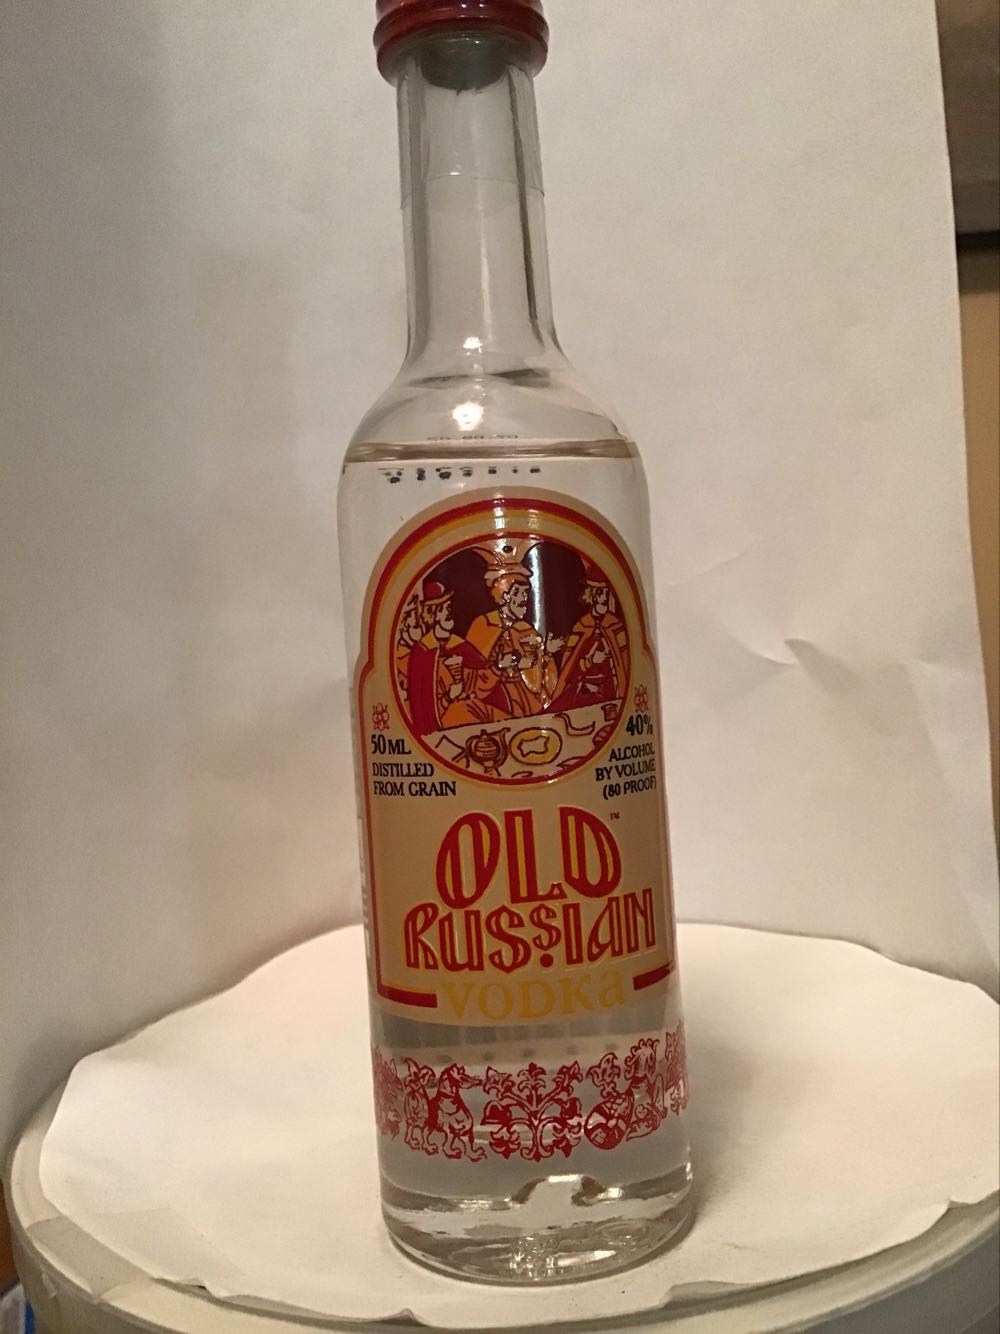 50 ML
DISTILLED
FROM GRAIN
40%
ALCOHOL
BY VOLUME
(80 PROOF)
OLD™
RUSSIAN
VODKa